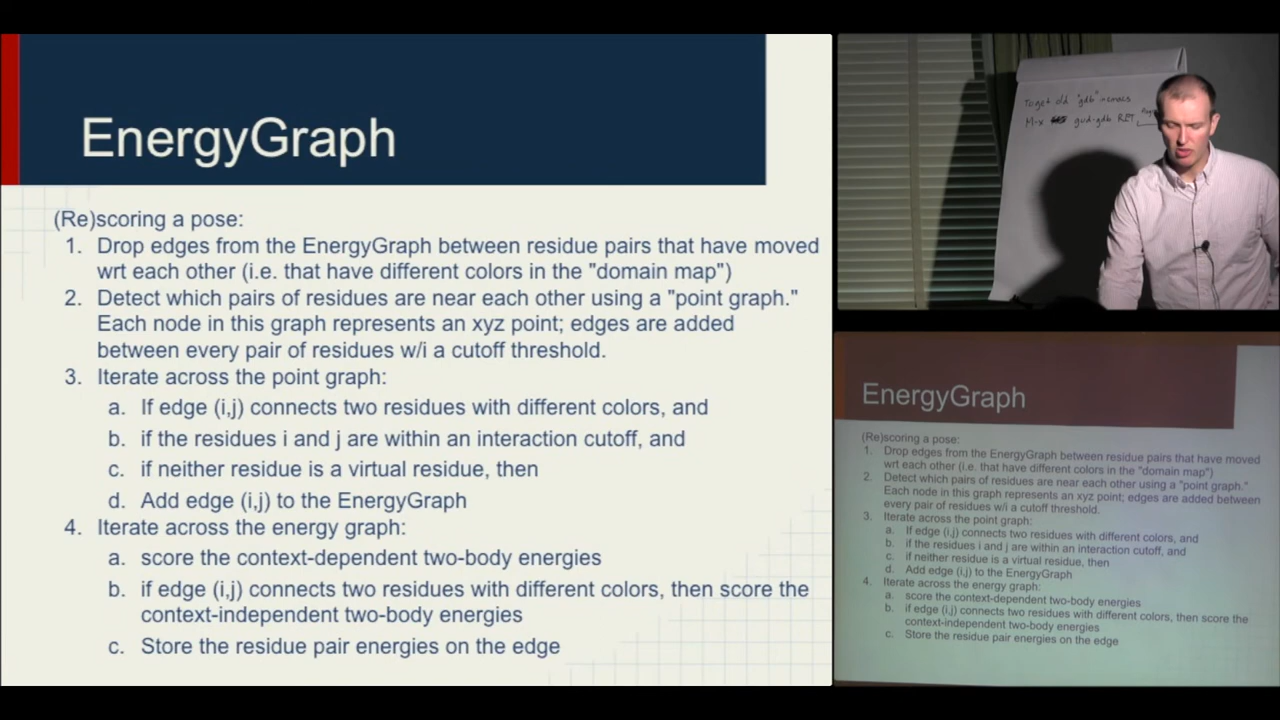 EnergyGraph
(Re)scoring a pose:
1. Drop edges from the EnergyGraph between residue pairs that have moved
wrt each other (i.e. that have different colors in the "domain map")
2. Detect which pairs of residues are near each other using a "point graph."
Each node in this graph represents an xyz point; edges are added
between every pair of residues w/i a cutoff threshold.
3. Iterate across the point graph:
a. If edge (i,j) connects two residues with different colors, and
b. if the residues i and j are within an interaction cutoff, and
c. if neither residue is a virtual residue, then
d. Add edge (i,j) to the EnergyGraph
4. Iterate across the energy graph:
a. score the context-dependent two-body energies
b. if edge (i,j) connects two residues with different colors, then score the
context-independent two-body energies
c. Store the residue pair energies on the edge
Target old "gdb" in emacs
M-x gud-gdb RET
EnergyGraph
(Re)scoring a pose:
1. Drop edges from the EnergyGraph between residue pairs that have moved
wrt each other (i.e. that have different colors in the "domain map")
2. Detect which pairs of residues are near each other using a "point graph."
Each node in this graph represents an xyz point; edges are added between
every pair of residues w/i a cutoff threshold.
3. Iterate across the point graph:
a. If edge (i,j) connects two residues with different colors, and
b. if the residues i and j are within an interaction cutoff, and
c. if neither residue is a virtual residue, then
d. Add edge (i,j) to the EnergyGraph
4. Iterate across the energy graph:
a. score the context-dependent two-body energies
b. if edge (i,j) connects two residues with different colors, then score the
context-independent two-body energies
c. Store the residue pair energies on the edge